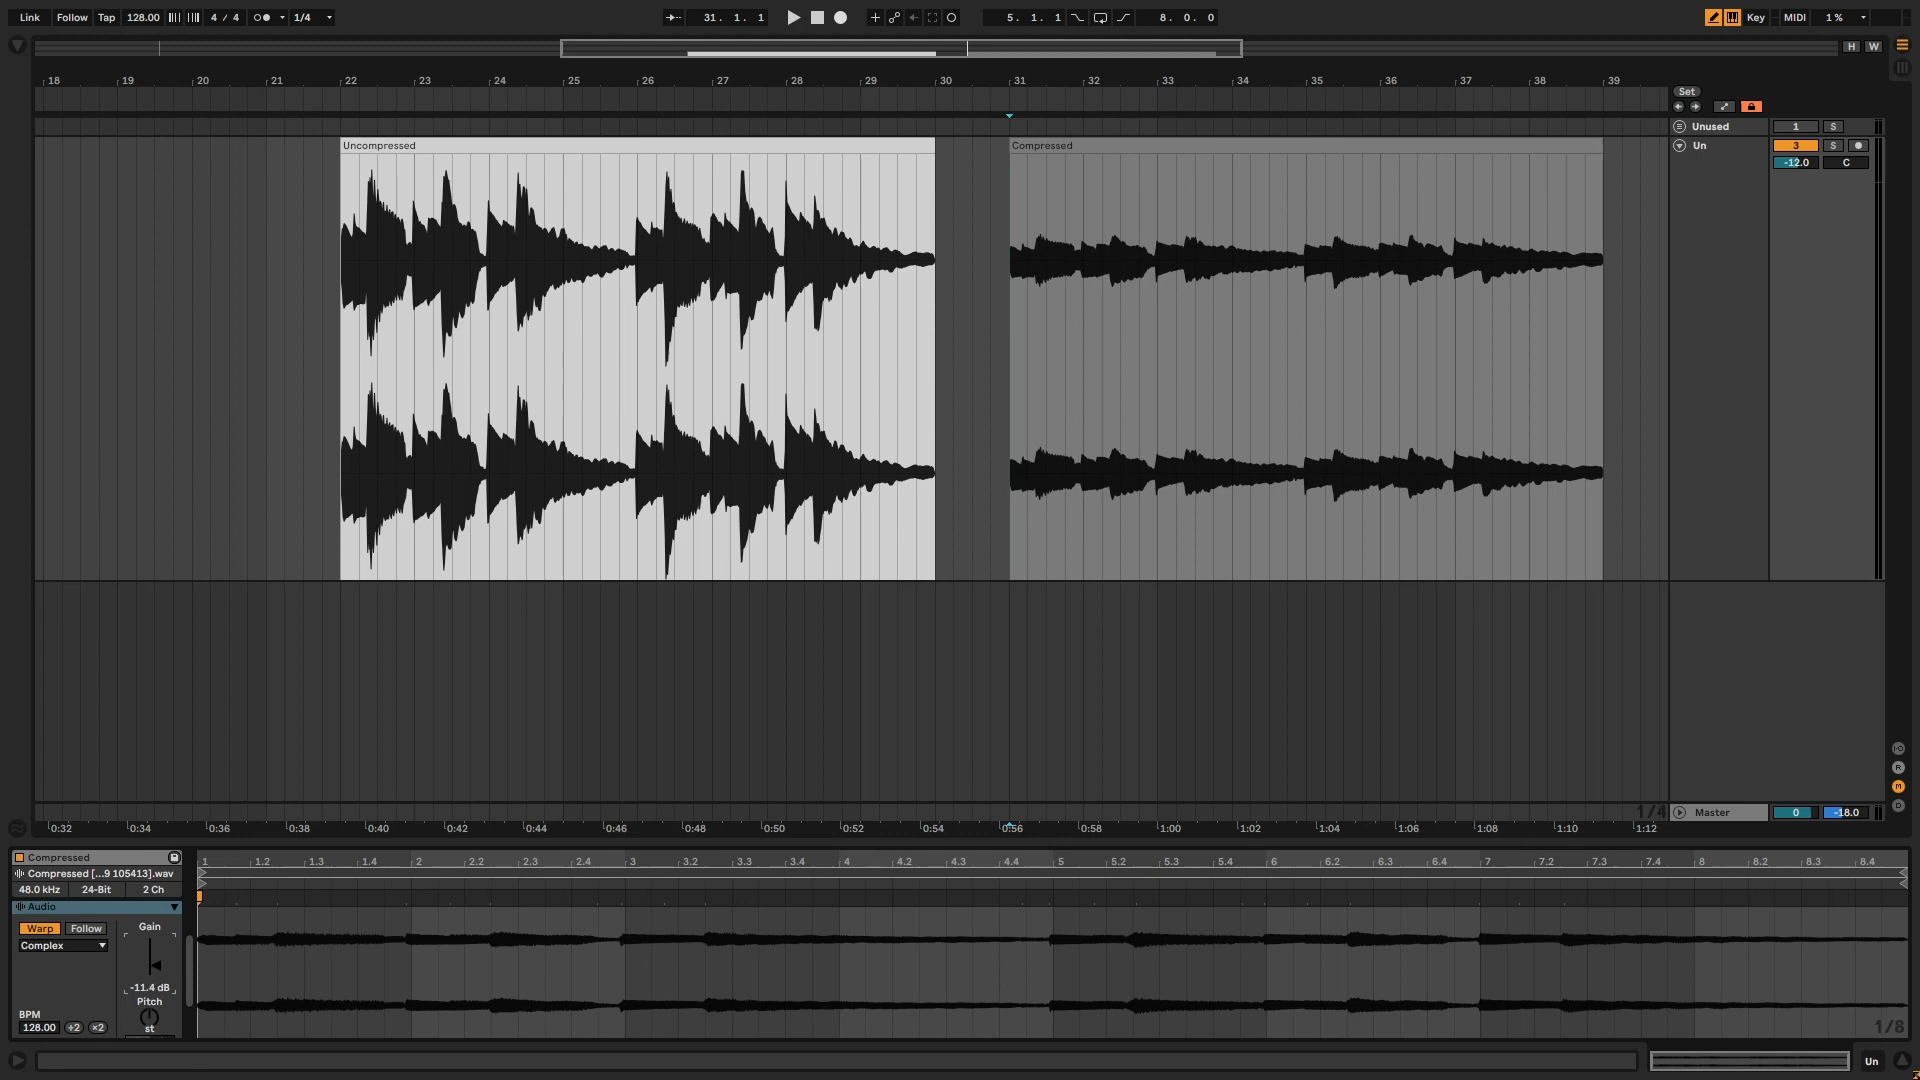 Link Follow Tap 128.00 4 / 4 1/4 31. 1. 1 5. 1. 1 8. 0. 0 Key MIDI 1 %
H W
18 19 20 21 22 23 24 25 26 27 28 29 30 31 32 33 34 35 36 37 38 39
Set
Unused 1 S
Uncompressed Compressed Un 3 S
-12.0 C
I·O
R
M
D
1/4 Master 0 -18.0
0:32 0:34 0:36 0:38 0:40 0:42 0:44 0:46 0:48 0:50 0:52 0:54 0:56 0:58 1:00 1:02 1:04 1:06 1:08 1:10 1:12
Compressed 1 1.2 1.3 1.4 2 2.2 2.3 2.4 3 3.2 3.3 3.4 4 4.2 4.3 4.4 5 5.2 5.3 5.4 6 6.2 6.3 6.4 7 7.2 7.3 7.4 8 8.2 8.3 8.4
Compressed [...9 105413].wav
48.0 kHz 24-Bit 2 Ch
Audio
Warp Follow Gain
Complex
-11.4 dB
Pitch
BPM
128.00 ÷2 ×2 st
1/8
Un